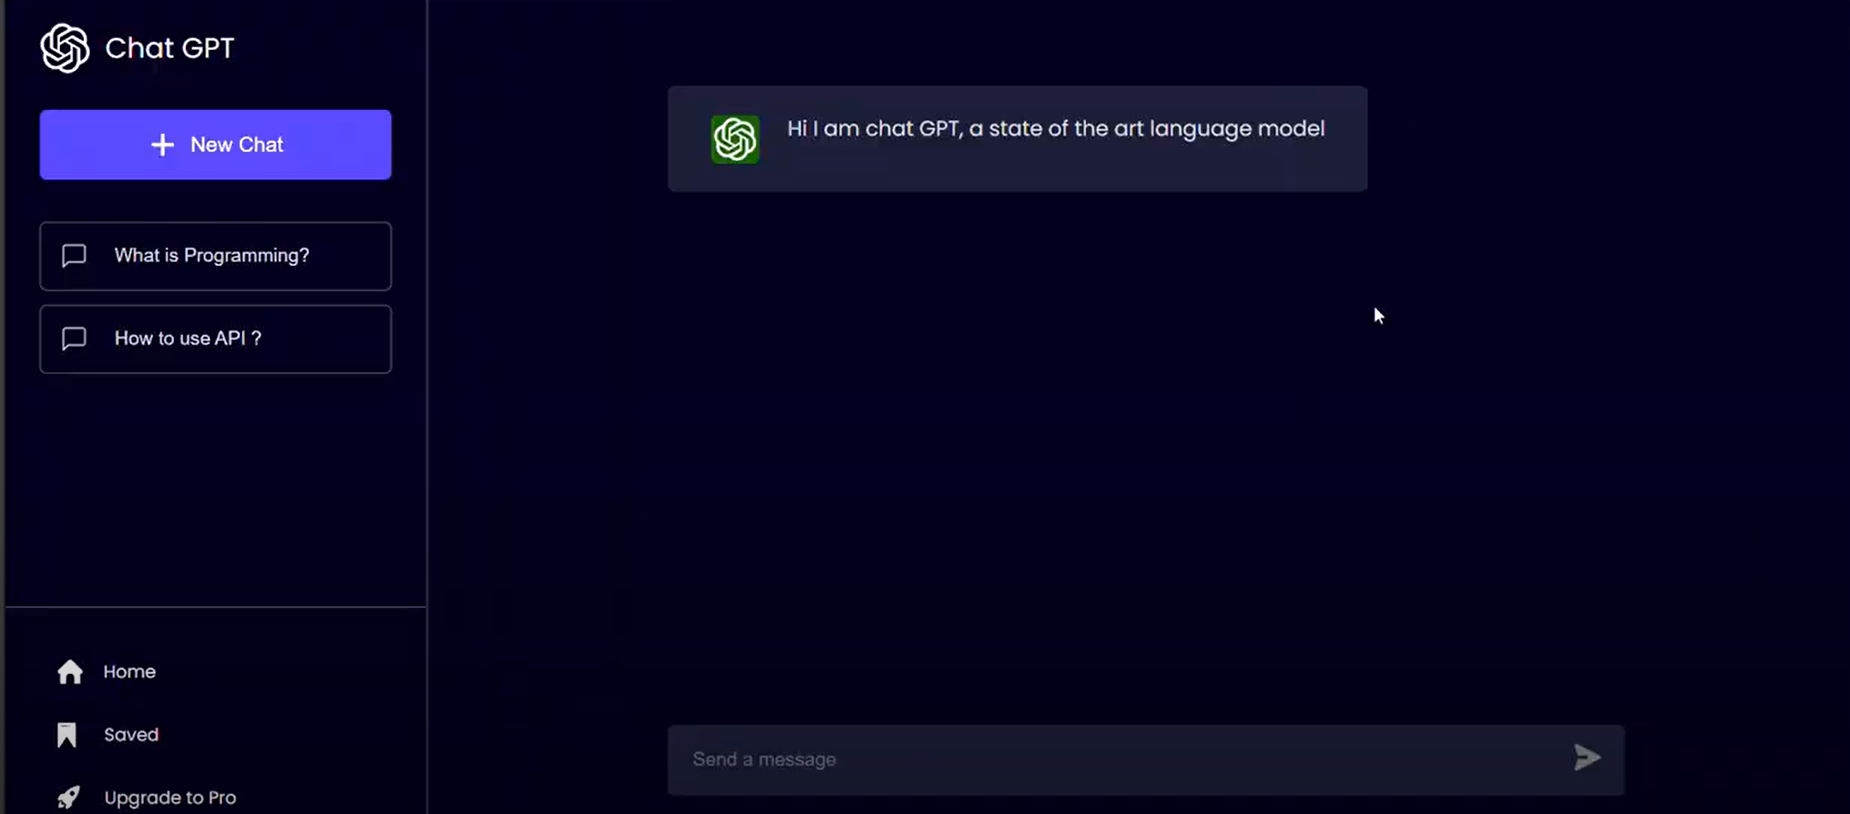 Chat GPT
New Chat
What is Programming?
How to use API ?
Home
Saved
Upgrade to Pro
Hi I am chat GPT, a state of the art language model
Send a message